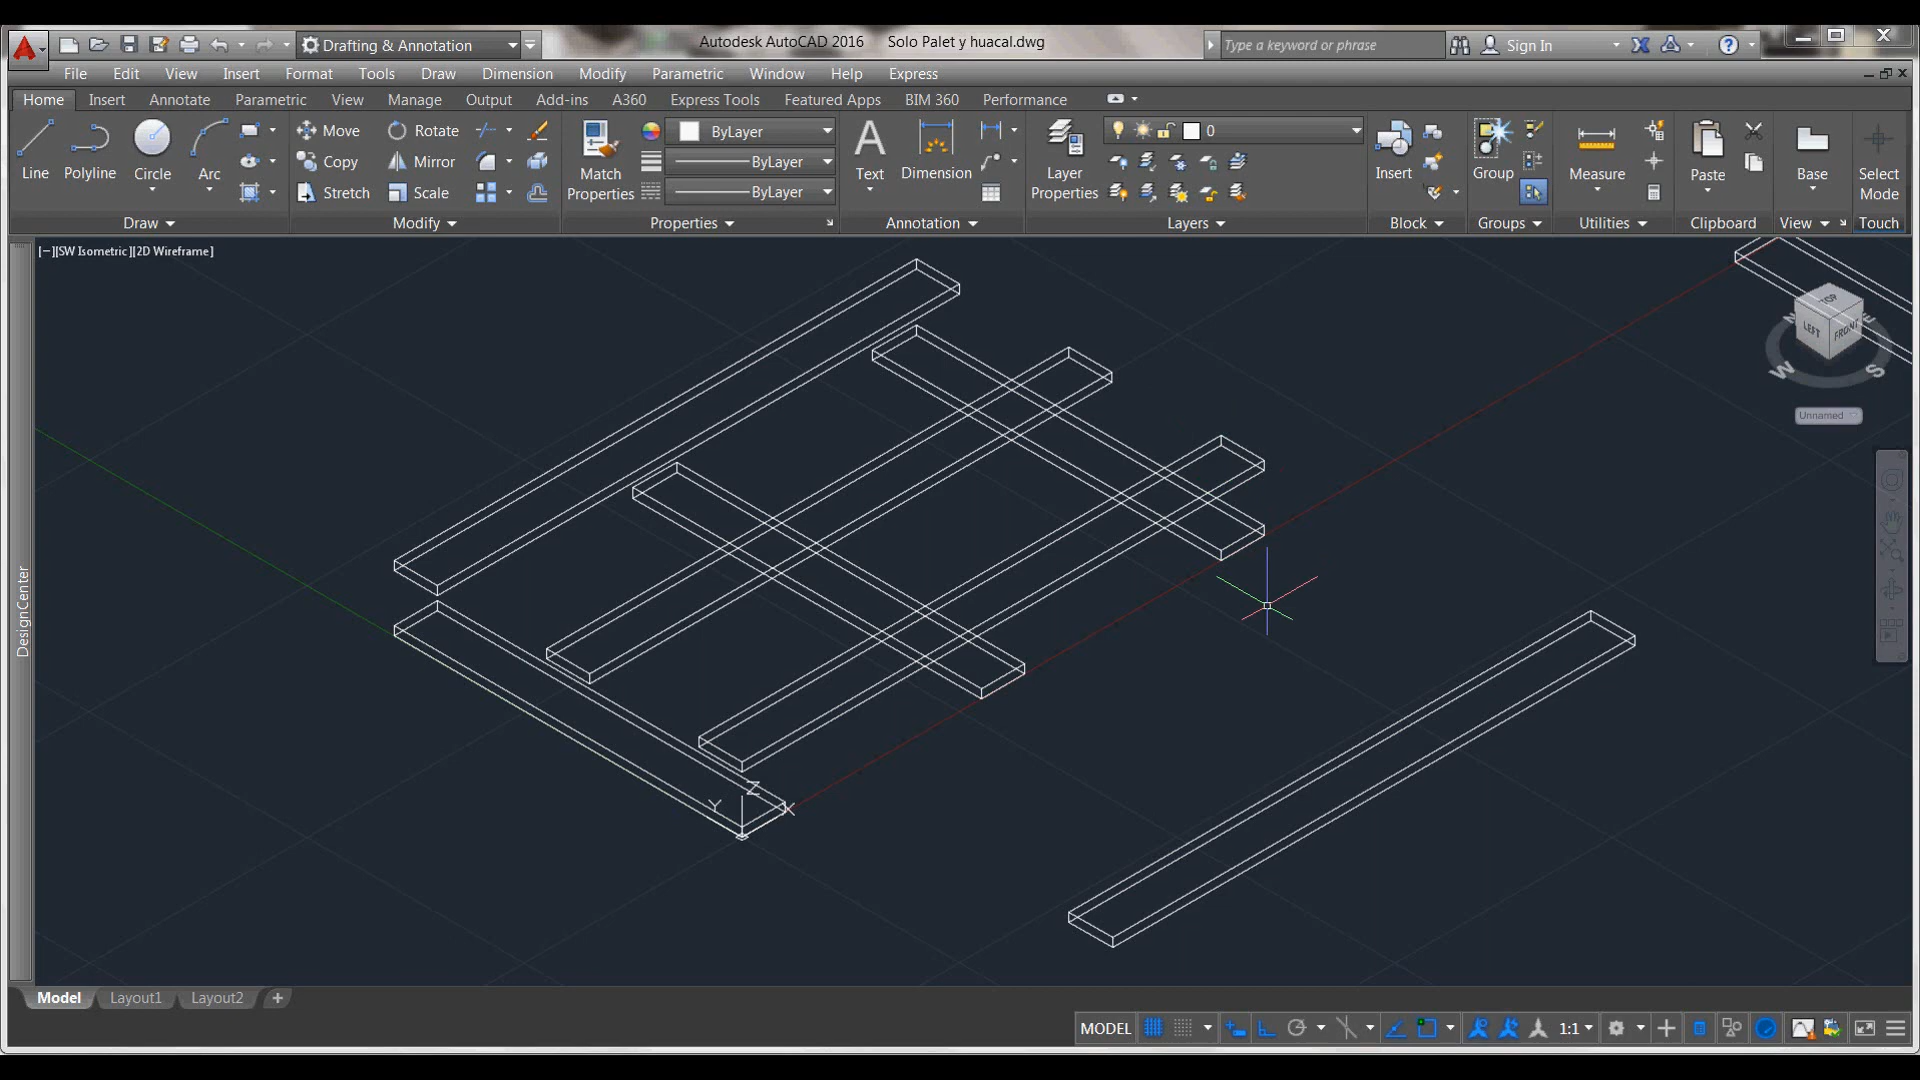 Drafting & Annotation
Autodesk AutoCAD 2016 Solo Palet y huacal.dwg
Type a keyword or phrase
Sign In
File Edit View Insert Format Tools Draw Dimension Modify Parametric Window Help Express
Home Insert Annotate Parametric View Manage Output Add-ins A360 Express Tools Featured Apps BIM 360 Performance
Line
Polyline
Circle
Arc
Draw
Move
Copy
Stretch
Rotate
Mirror
Scale
Modify
Match
Properties
ByLayer
ByLayer
ByLayer
Properties
A
Text
Dimension
Annotation
Layer
Properties
0
Layers
Insert
Block
Group
Groups
Measure
Utilities
Paste
Clipboard
Base
View
Select
Mode
Touch
[−][SW Isometric][2D Wireframe]
TOP
LEFT
FRONT
N
E
W
S
Unnamed
DesignCenter
Z
Y
X
Model Layout1 Layout2 +
MODEL
1:1